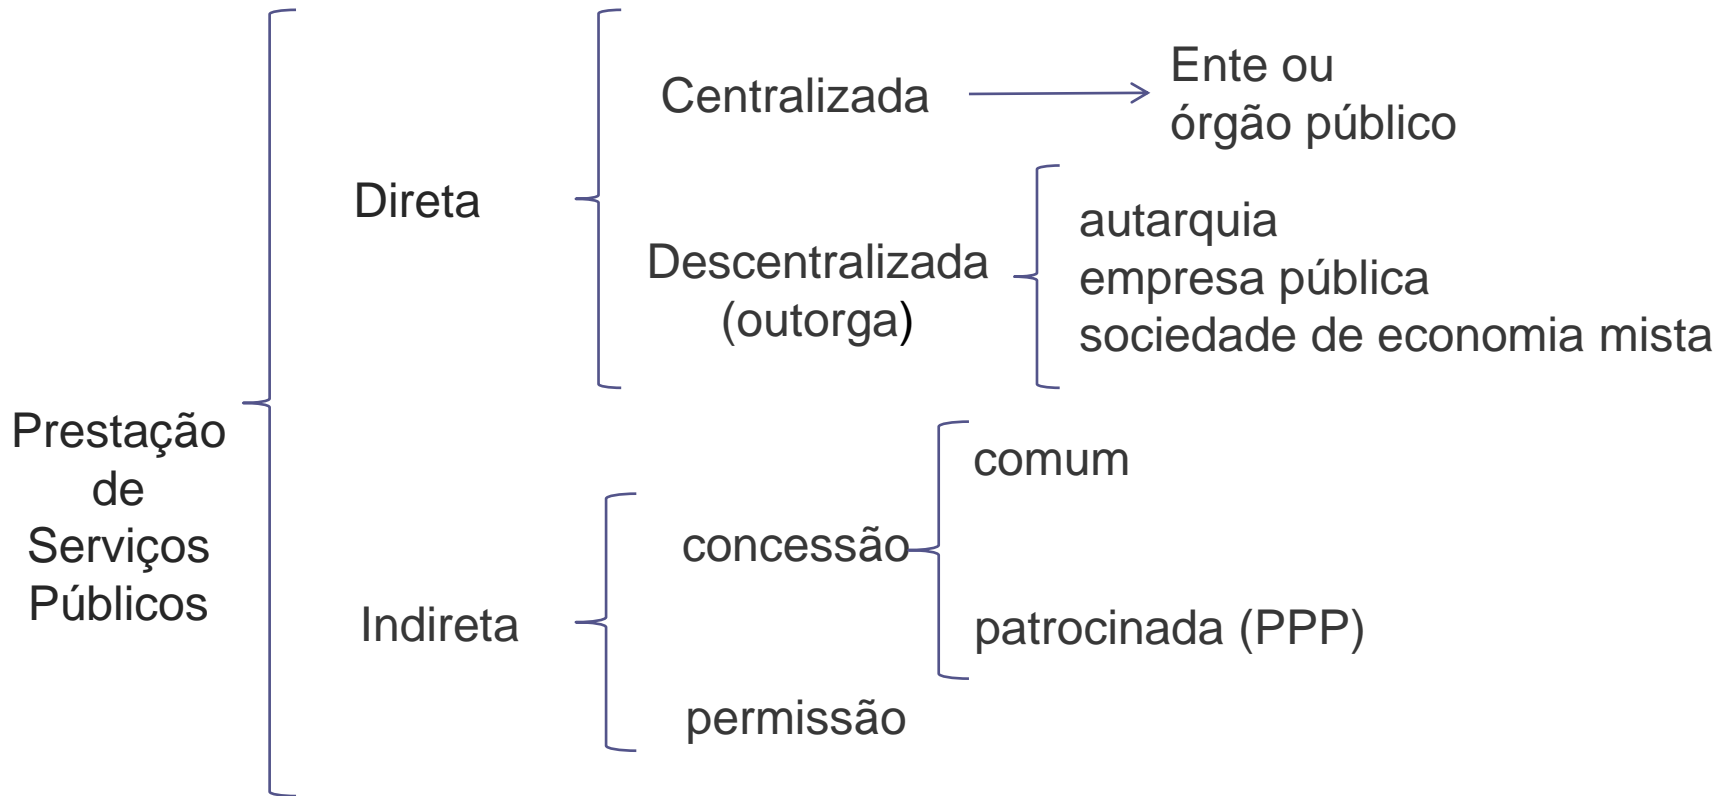 Prestação
de
Serviços
Públicos
Direta
Centralizada
Ente ou
órgão público
Descentralizada
(outorga)
autarquia
empresa pública
sociedade de economia mista
Indireta
concessão
comum
patrocinada (PPP)
permissão